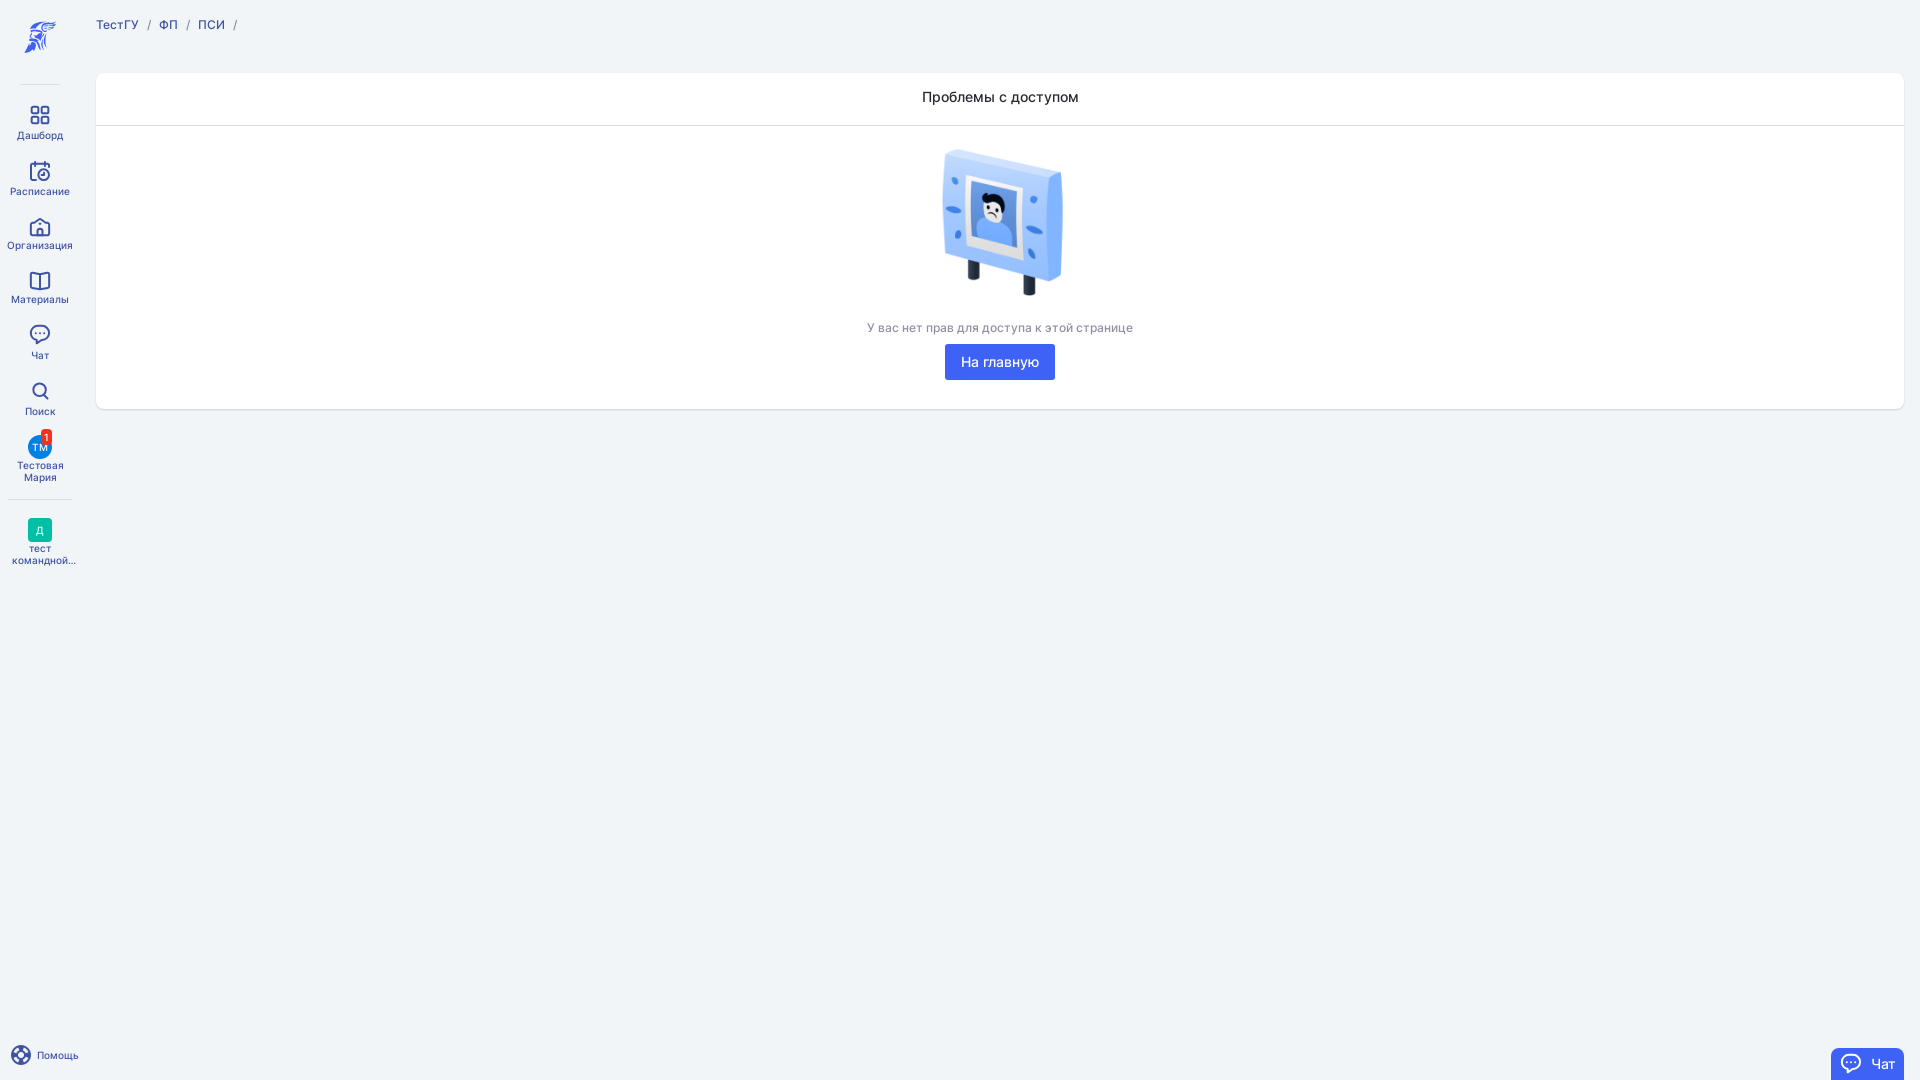 ТестГУ / ФП / ПСИ /
Дашборд
Расписание
Организация
Материалы
Чат
Поиск
ТМ
1
Тестовая
Мария
Д
тест
командной...
Помощь
Проблемы с доступом
У вас нет прав для доступа к этой странице
На главную
Чат